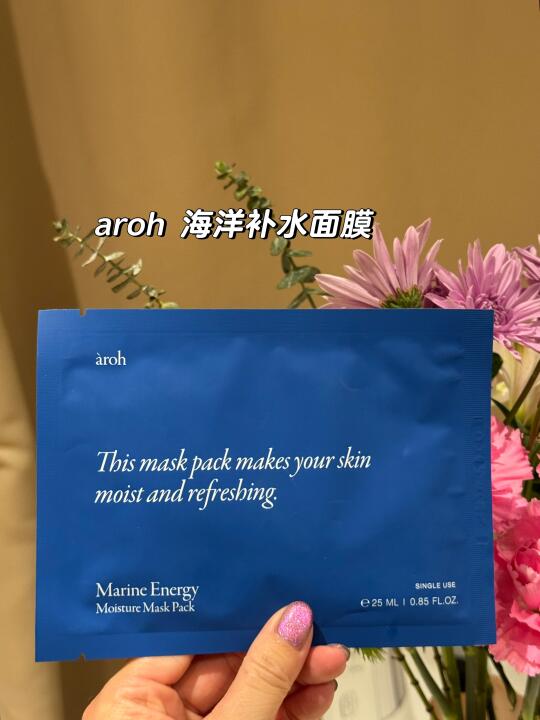 aroh 海洋补水面膜
àroh
This mask pack makes your skin
moist and refreshing.
Marine Energy
Moisture Mask Pack
SINGLE USE
℮ 25 ML | 0.85 FL.OZ.